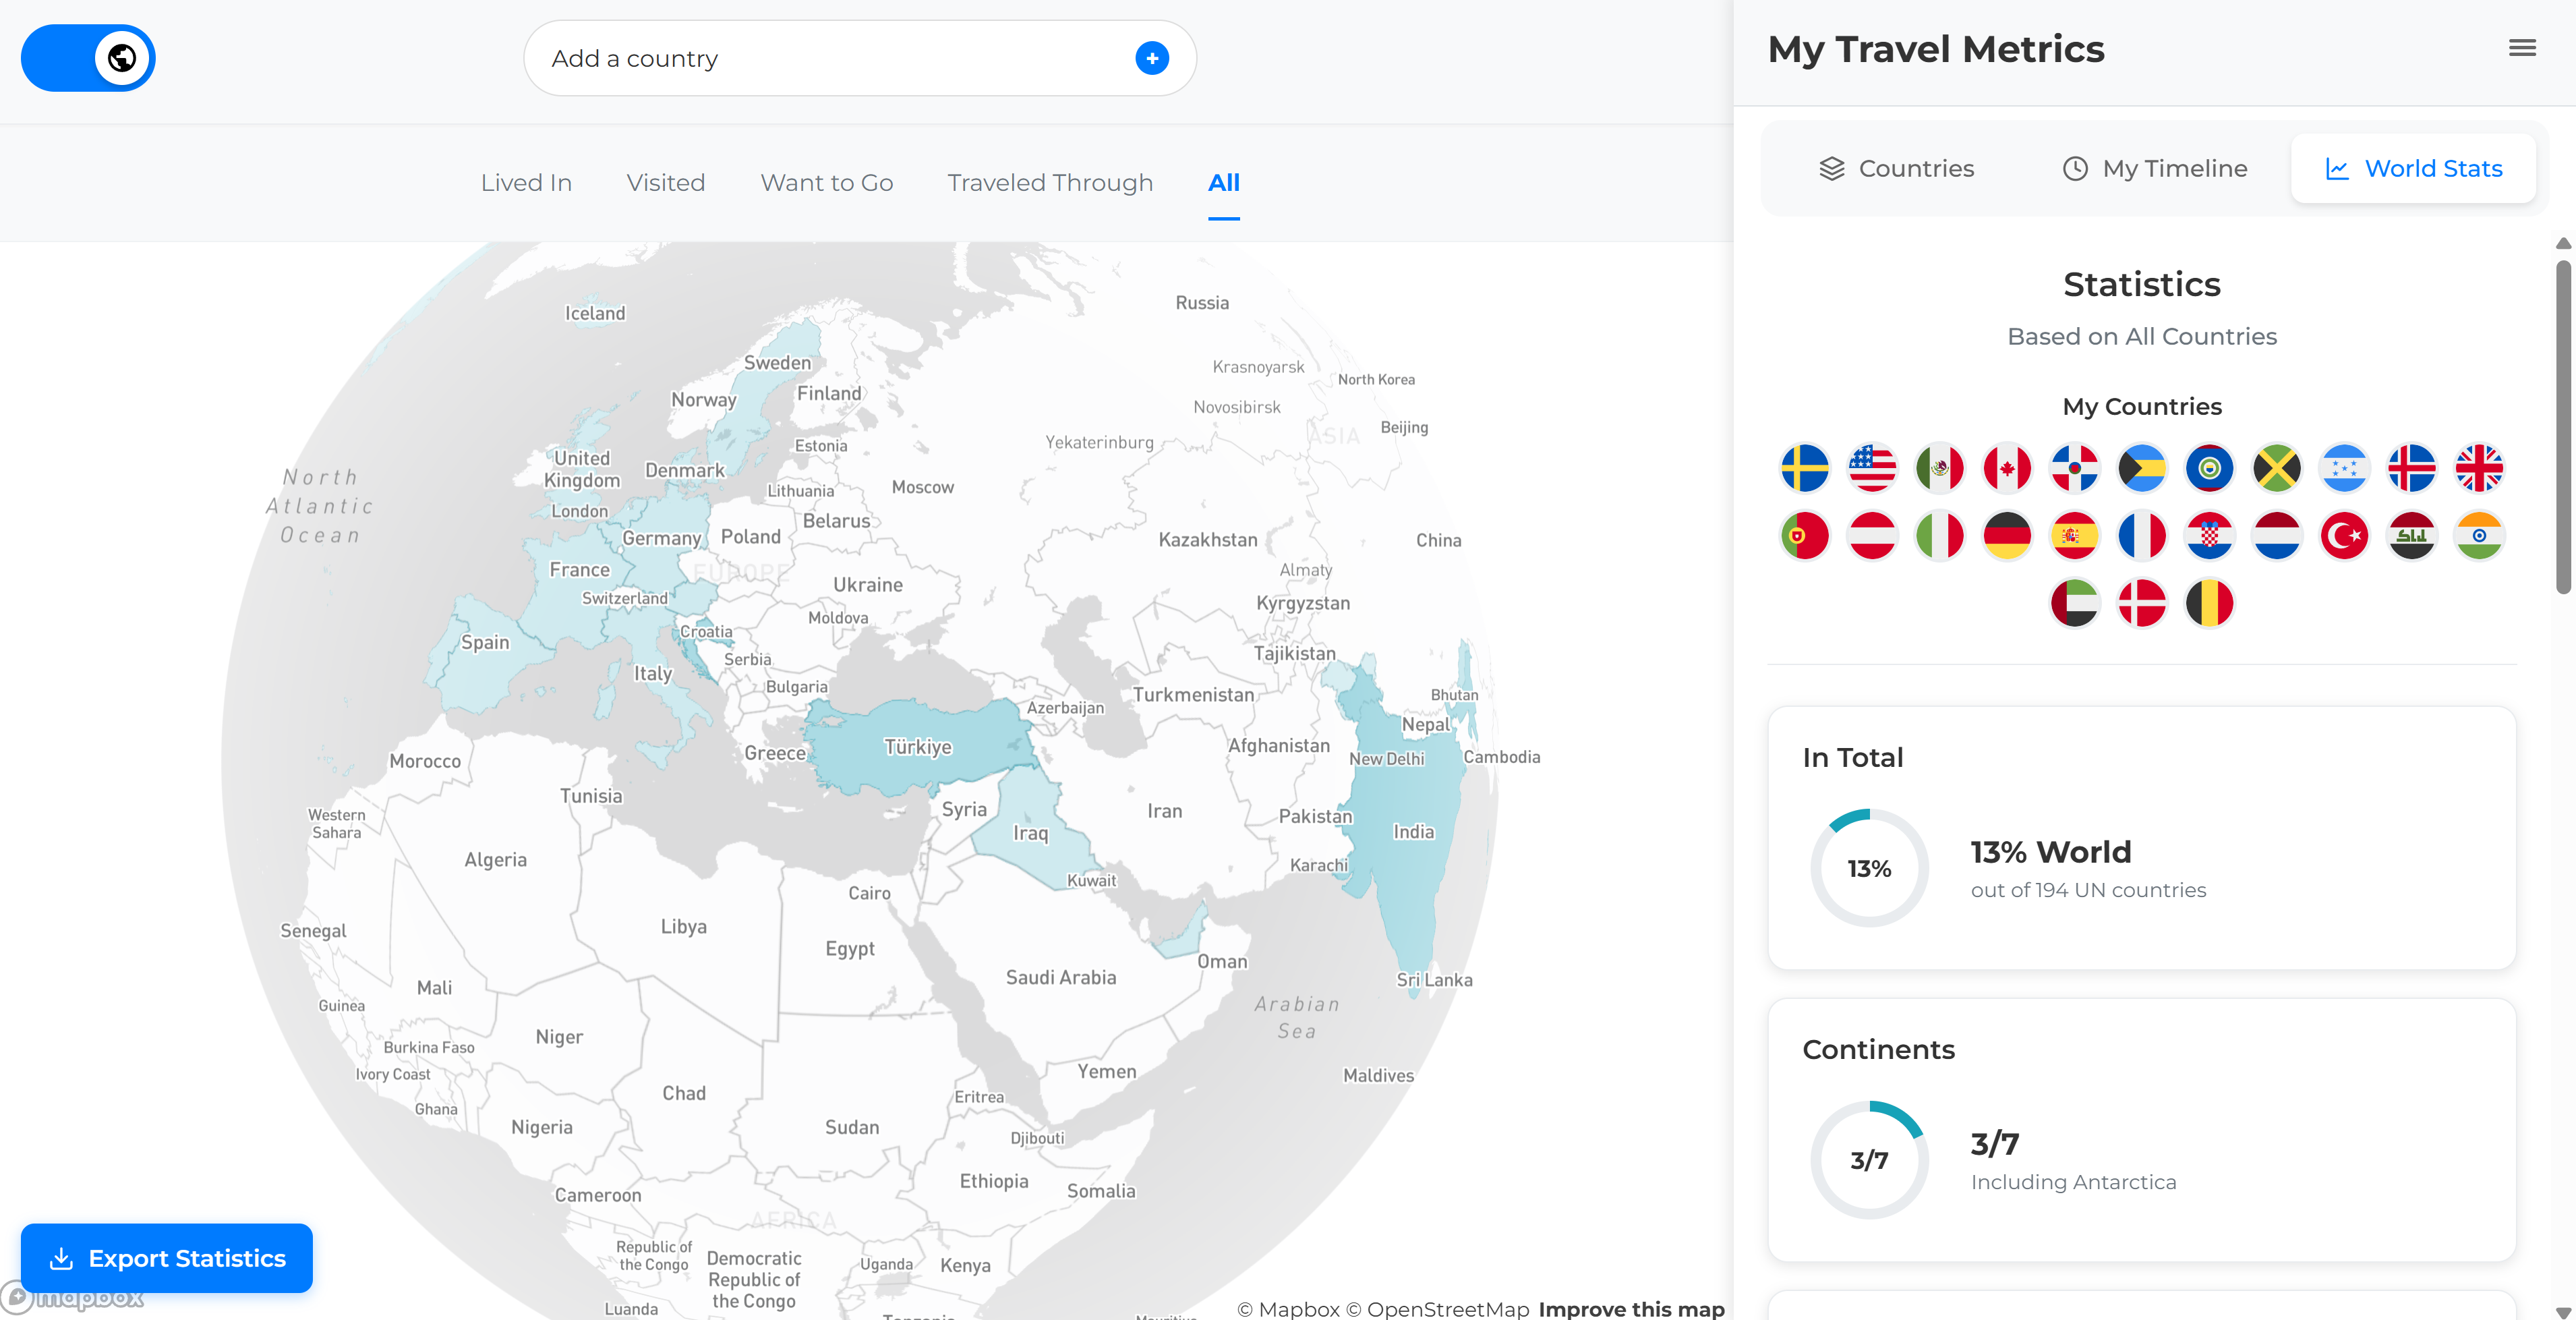 Add a country
My Travel Metrics
Lived In
Visited
Want to Go
Traveled Through
All
Countries
My Timeline
World Stats
Iceland
Russia
Sweden
Krasnoyarsk
North Korea
Norway
Finland
Novosibirsk
Beijing
ASIA
Estonia
Yekaterinburg
United
Kingdom
Denmark
North
Atlantic
Ocean
Lithuania
Moscow
London
Belarus
Germany
Poland
Kazakhstan
China
France
EUROPE
Ukraine
Almaty
Switzerland
Kyrgyzstan
Moldova
Croatia
Spain
Serbia
Tajikistan
Italy
Bulgaria
Turkmenistan
Bhutan
Azerbaijan
Nepal
Greece
Türkiye
Afghanistan
New Delhi
Cambodia
Morocco
Tunisia
Syria
Iran
Western
Sahara
Iraq
Pakistan
India
Algeria
Karachi
Kuwait
Cairo
Libya
Senegal
Egypt
Oman
Saudi Arabia
Sri Lanka
Mali
Guinea
Arabian
Sea
Niger
Burkina Faso
Yemen
Ivory Coast
Maldives
Chad
Eritrea
Ghana
Nigeria
Sudan
Djibouti
Ethiopia
Somalia
Cameroon
AFRICA
Republic of
the Congo
Democratic
Republic of
the Congo
Uganda
Kenya
Luanda
Export Statistics
mapbox
© Mapbox © OpenStreetMap Improve this map
Statistics
Based on All Countries
My Countries
In Total
13%
13% World
out of 194 UN countries
Continents
3/7
3/7
Including Antarctica